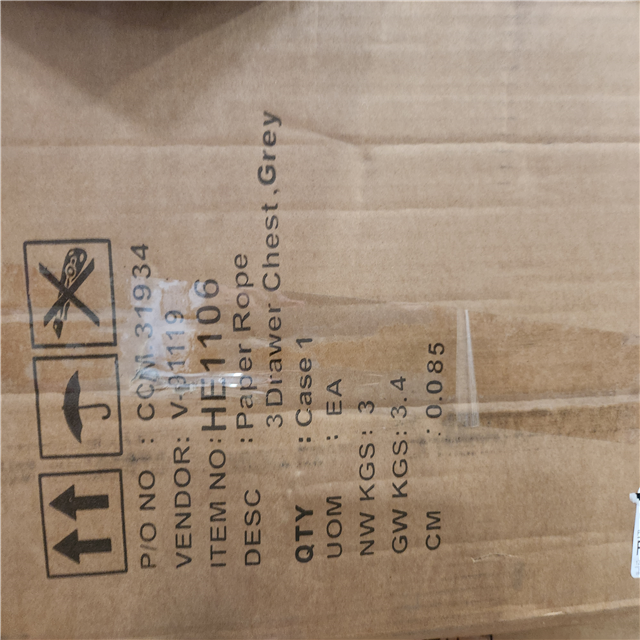 P/O NO : CCM-31934
VENDOR: V-011119
ITEM NO: HE1106
DESC : Paper Rope
3 Drawer Chest , Grey
QTY : Case 1
UOM : EA
NW KGS: 3
GW KGS: 3.4
CM : 0.085